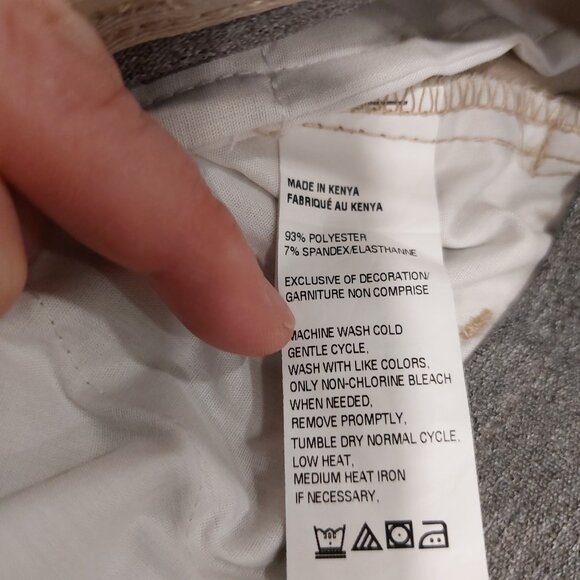 MADE IN KENYA
FABRIQUÉ AU KENYA
93% POLYESTER
7% SPANDEX/ELASTHANNE
EXCLUSIVE OF DECORATION/
GARNITURE NON COMPRISE
MACHINE WASH COLD
GENTLE CYCLE,
WASH WITH LIKE COLORS,
ONLY NON-CHLORINE BLEACH
WHEN NEEDED,
REMOVE PROMPTLY,
TUMBLE DRY NORMAL CYCLE,
LOW HEAT,
MEDIUM HEAT IRON
IF NECESSARY,